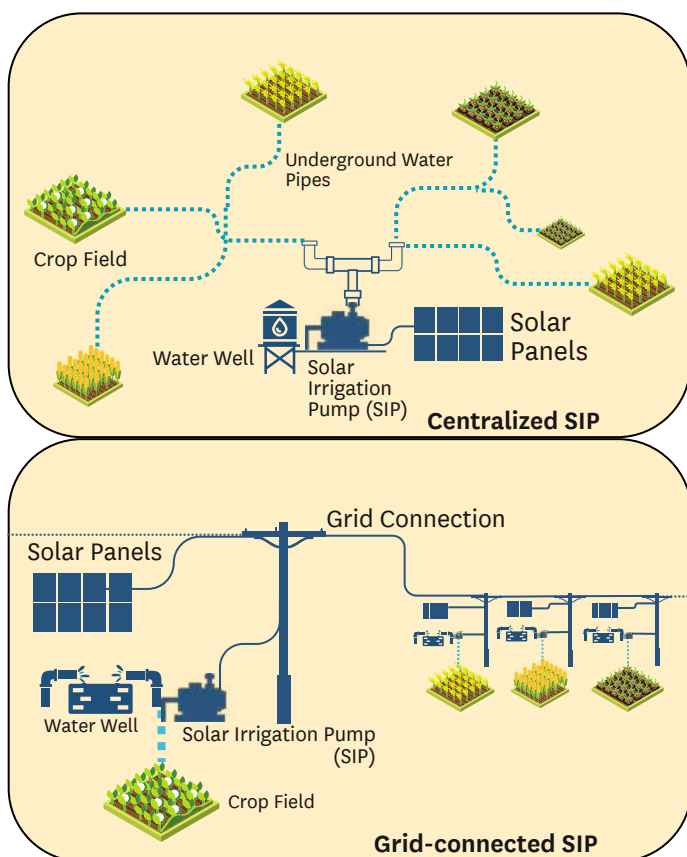 Underground Water
Pipes
Crop Field
Water Well
Solar
Irrigation
Pump (SIP)
Solar
Panels
Centralized SIP
Grid Connection
Solar Panels
Water Well
Solar Irrigation Pump
(SIP)
Crop Field
Grid-connected SIP